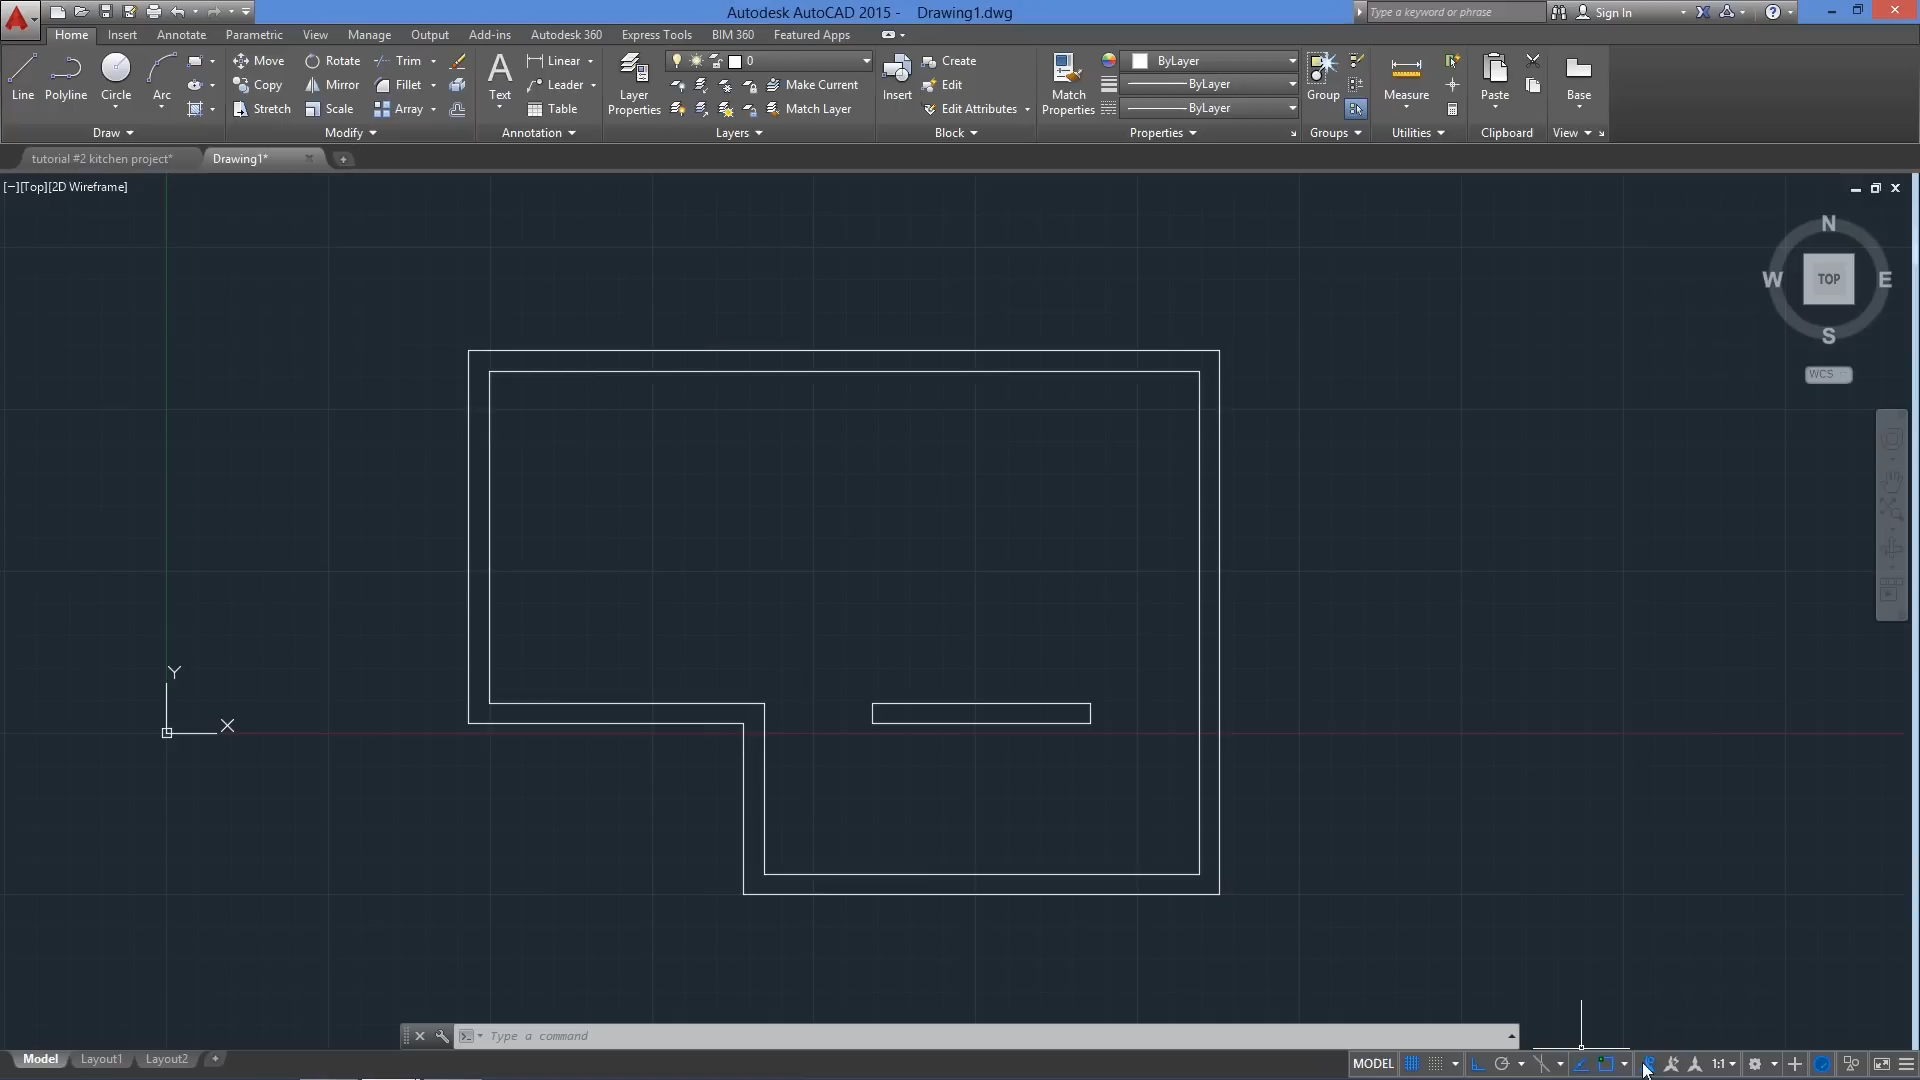 Autodesk AutoCAD 2015 - Drawing1.dwg
Type a keyword or phrase
Sign In
Home Insert Annotate Parametric View Manage Output Add-ins Autodesk 360 Express Tools BIM 360 Featured Apps
Line Polyline Circle Arc
Move Rotate Trim
Copy Mirror Fillet
Stretch Scale Array
Text
Linear
Leader
Table
Layer Properties
0
Make Current
Match Layer
Insert
Create
Edit
Edit Attributes
Match Properties
ByLayer
ByLayer
ByLayer
Group
Measure
Paste
Base
Draw Modify Annotation Layers Block Properties Groups Utilities Clipboard View
tutorial #2 kitchen project* Drawing1*
[−][Top][2D Wireframe]
N
W TOP E
S
WCS
Y
X
Type a command
Model Layout1 Layout2
MODEL 1:1